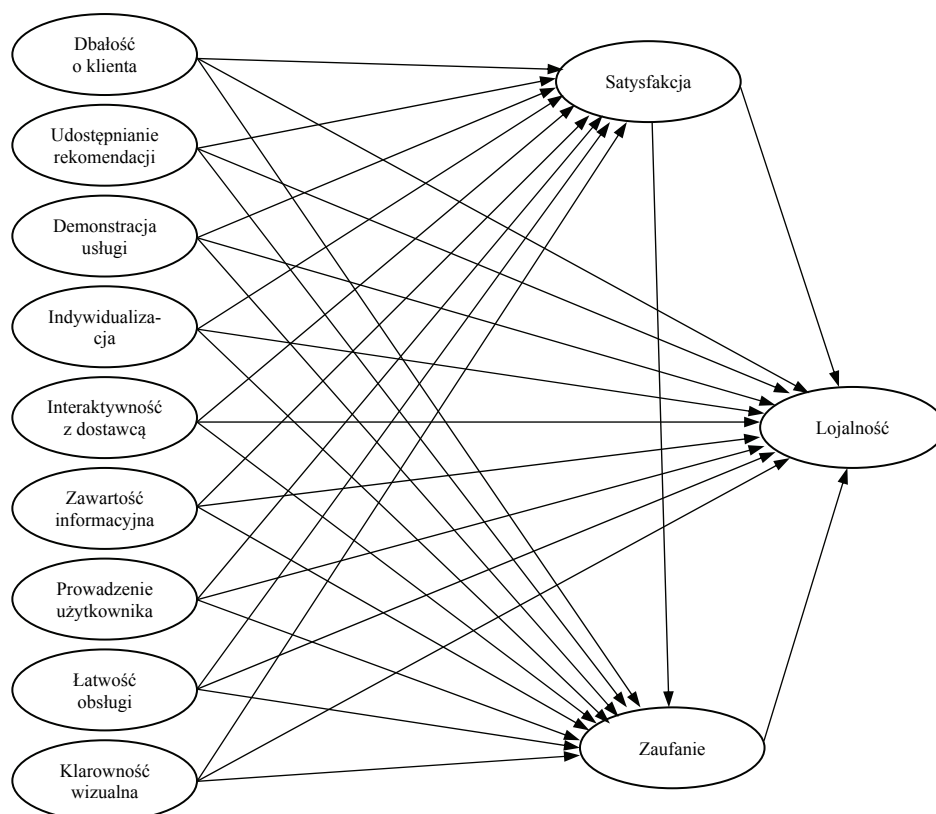 Dbałość
o klienta
Udostępnianie
rekomendacji
Demonstracja
usługi
Indywidualiza-
cja
Interaktywność
z dostawcą
Zawartość
informacyjna
Prowadzenie
użytkownika
Łatwość
obsługi
Klarowność
wizualna
Satysfakcja
Lojalność
Zaufanie